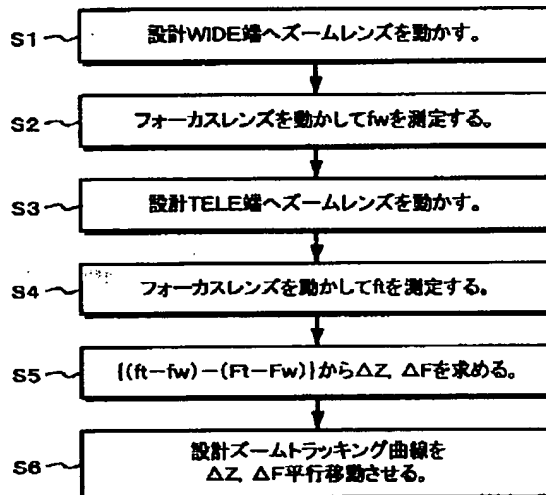 S1 設計WIDE端へズームレンズを動かす。
S2 フォーカスレンズを動かしてfwを測定する。
S3 設計TELE端へズームレンズを動かす。
S4 フォーカスレンズを動かしてftを測定する。
S5 {(ft-fw)-(Ft-Fw)}からΔZ, ΔFを求める。
S6 設計ズームトラッキング曲線を
ΔZ, ΔF平行移動させる。